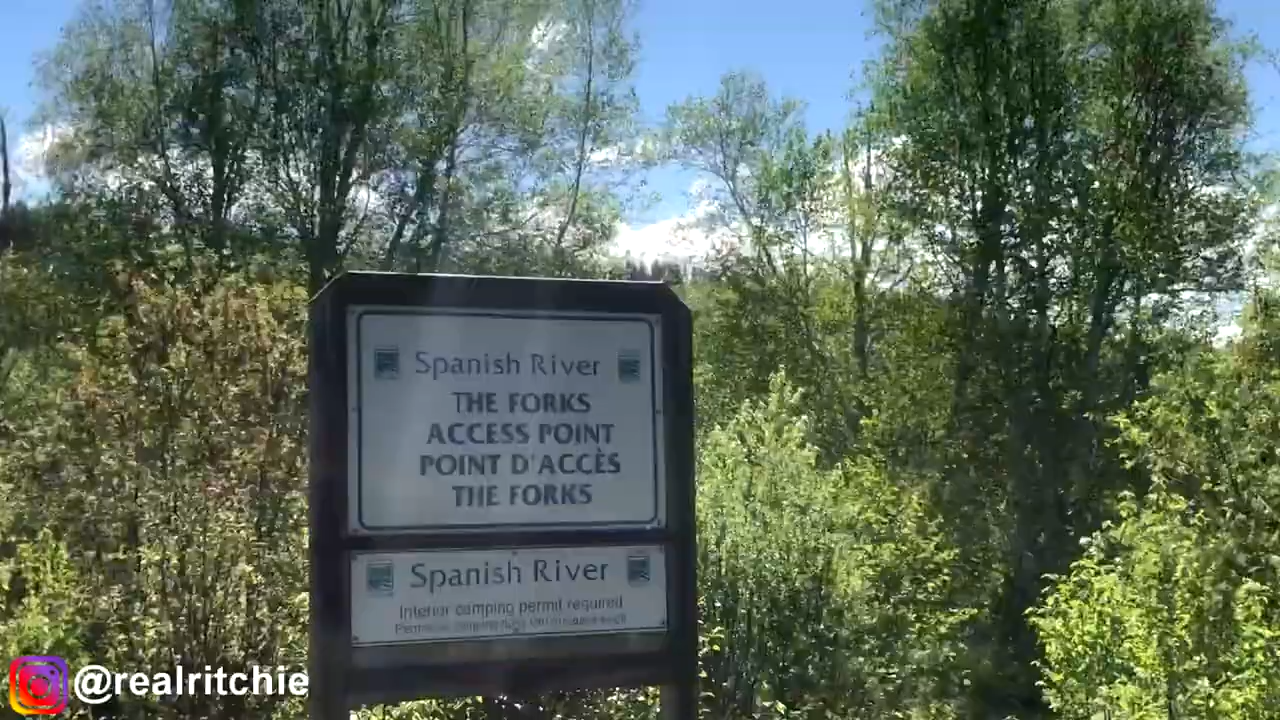 Spanish River
THE FORKS
ACCESS POINT
POINT D'ACCÈS
THE FORKS
Spanish River
Interior camping permit required
@realritchie